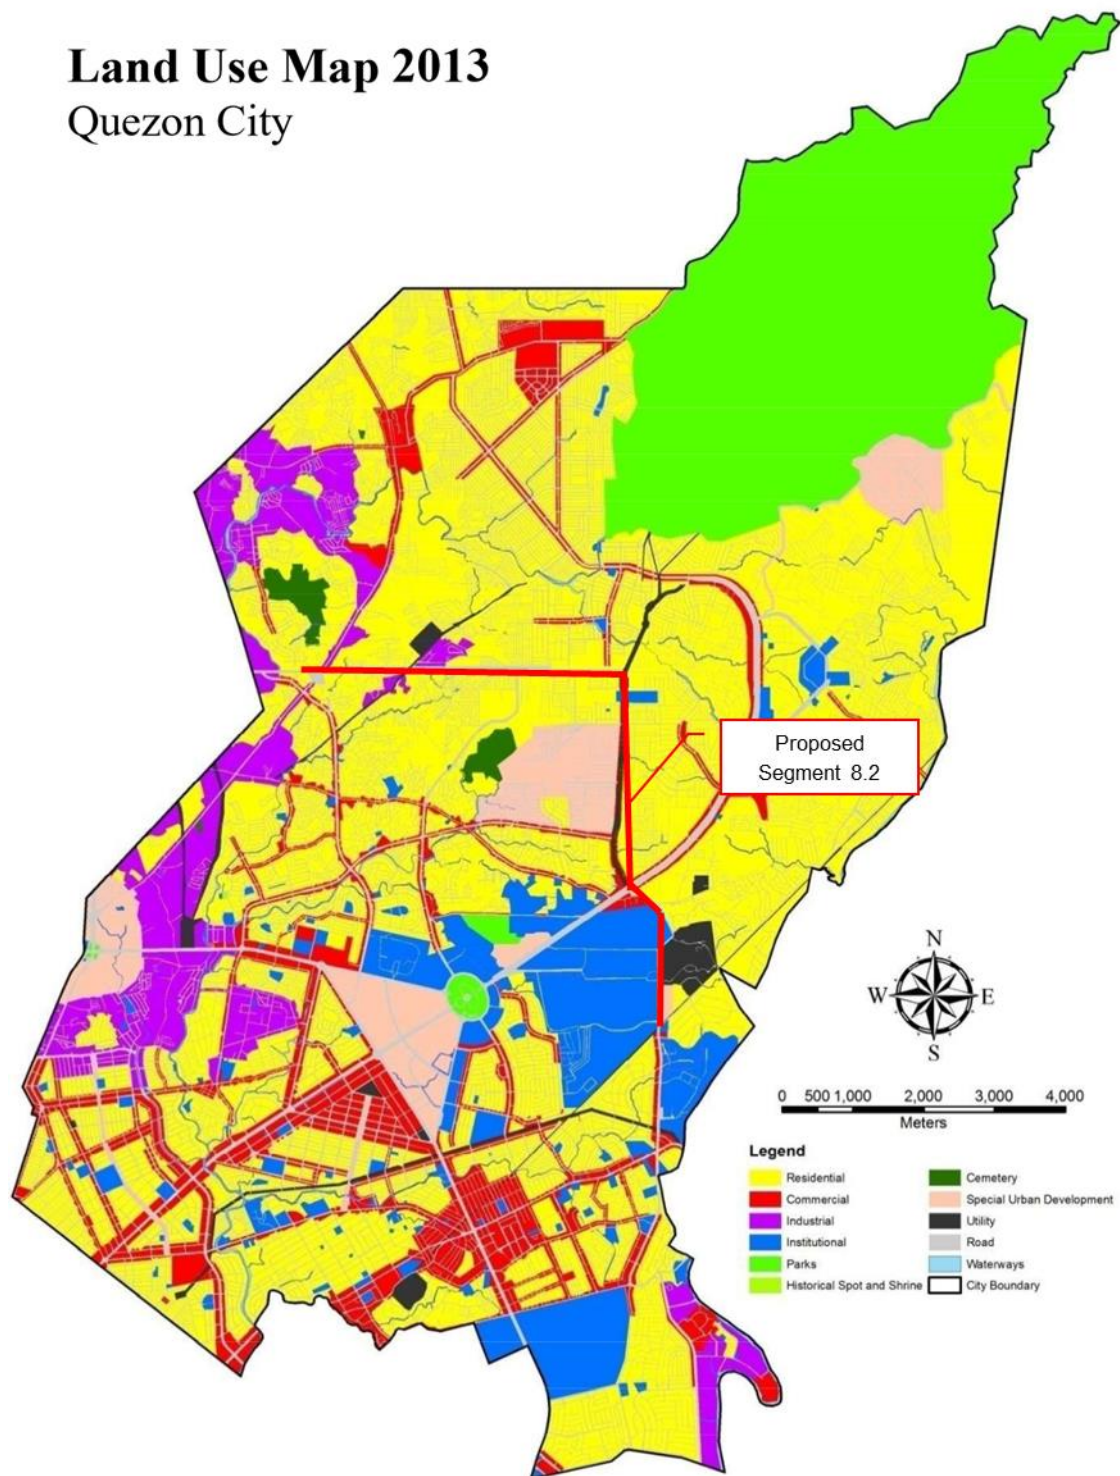 Land Use Map 2013
Quezon City
Proposed
Segment 8.2
N
W E
S
0 500 1,000 2,000 3,000 4,000
Meters
Legend
Residential
Commercial
Industrial
Institutional
Parks
Historical Spot and Shrine
Cemetery
Special Urban Development
Utility
Road
Waterways
City Boundary